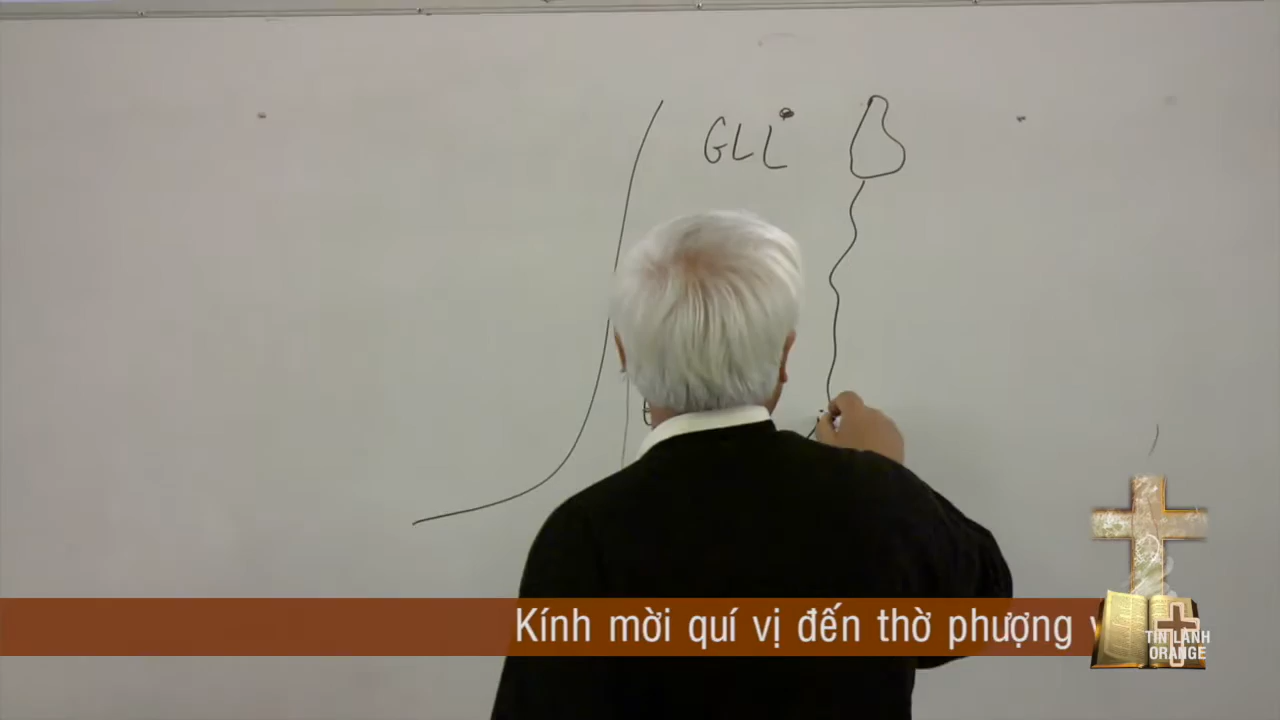 GLL
Kính mời quí vị đến thờ phượng
TIN LÀNH
ORANGE